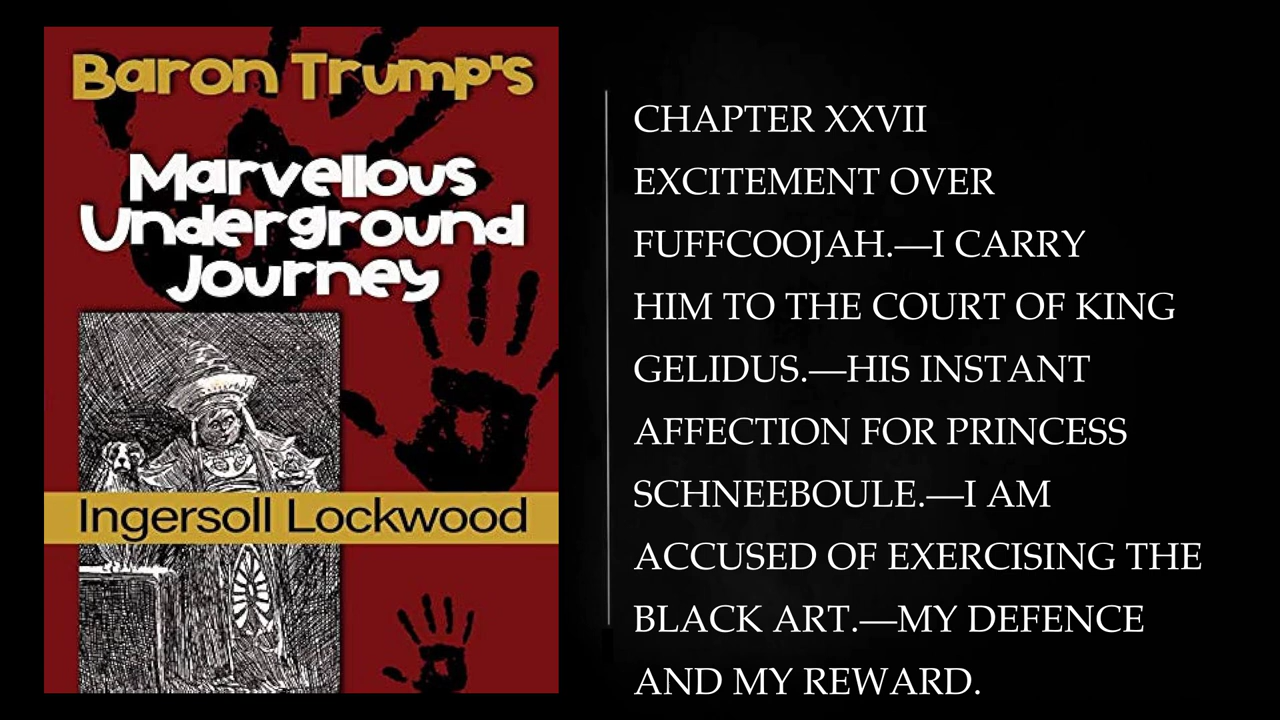 Baron Trump's
Marvellous
Underground
Journey
Ingersoll Lockwood
CHAPTER XXVII
EXCITEMENT OVER
FUFFCOOJAH.—I CARRY
HIM TO THE COURT OF KING
GELIDUS.—HIS INSTANT
AFFECTION FOR PRINCESS
SCHNEEBOULE.—I AM
ACCUSED OF EXERCISING THE
BLACK ART.—MY DEFENCE
AND MY REWARD.